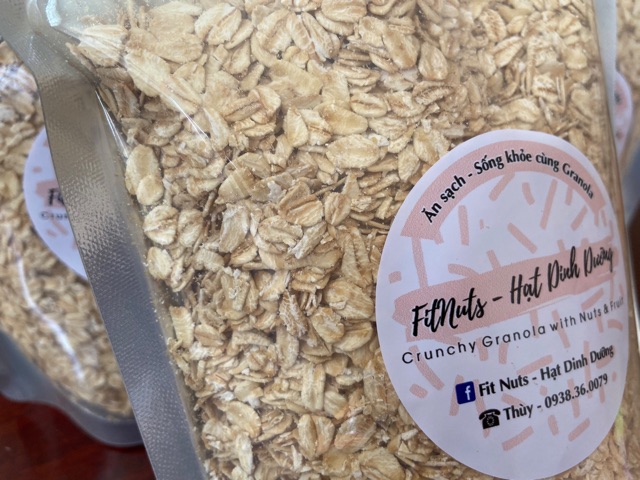 Ăn sạch - Sống khỏe cùng Granola
FitNuts - Hạt Dinh Dưỡng
Crunchy Granola with Nuts & Fruit
Fit Nuts - Hạt Dinh Dưỡng
Thùy - 0938.36.0079
Crunchy